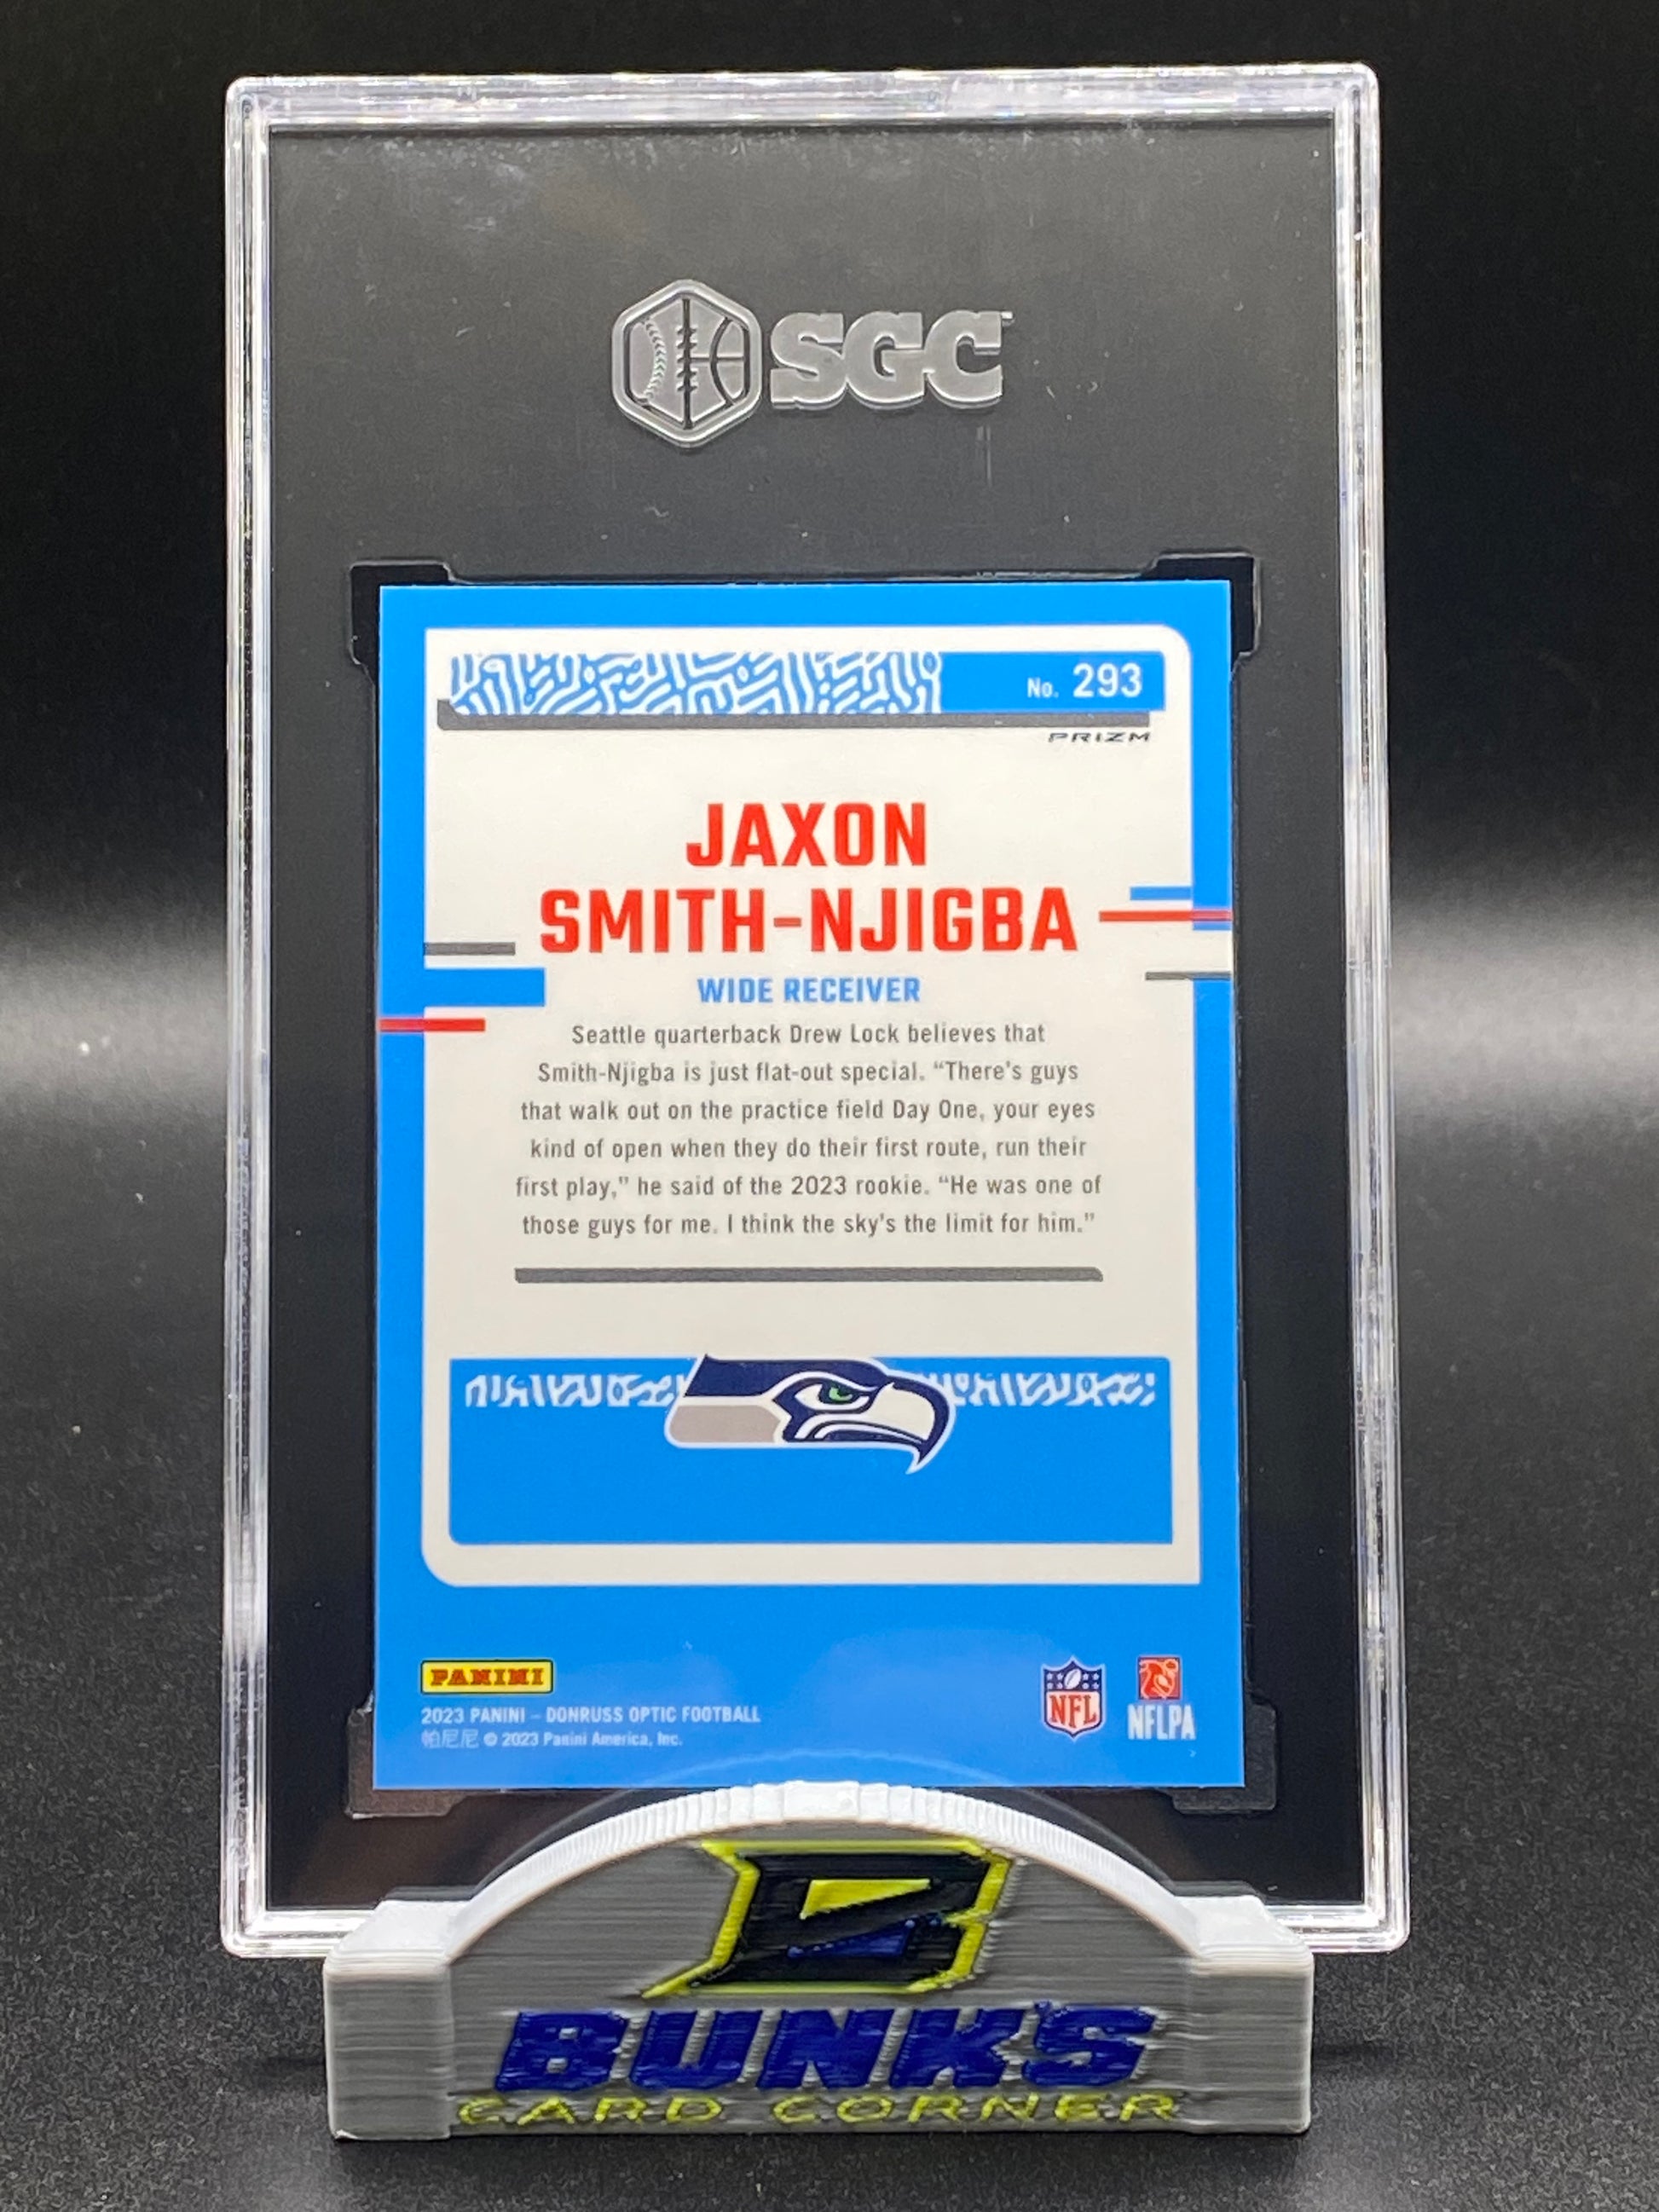 SGC
No. 293
PRIZM
JAXON
SMITH-NJIGBA
WIDE RECEIVER
Seattle quarterback Drew Lock believes that
Smith-Njigba is just flat-out special. “There's guys
that walk out on the practice field Day One, your eyes
kind of open when they do their first route, run their
first play,” he said of the 2023 rookie. “He was one of
those guys for me. I think the sky's the limit for him.”
PANINI
NFL
NFLPA
2023 PANINI – DONRUSS OPTIC FOOTBALL
帕尼尼 © 2023 Panini America, Inc.
B
BUNK'S
CARD CORNER